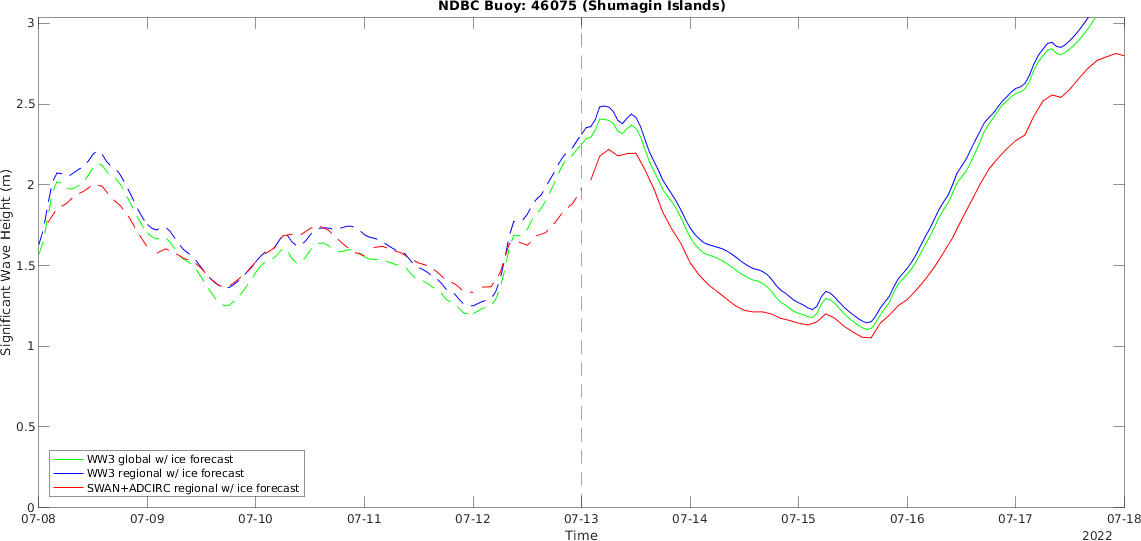 NDBC Buoy: 46075 (Shumagin Islands)
3
2.5
2
1.5
1
0.5
0
Significant Wave Height (m)
WW3 global w/ ice forecast
WW3 regional w/ ice forecast
SWAN+ADCIRC regional w/ ice forecast
07-08 07-09 07-10 07-11 07-12 07-13 07-14 07-15 07-16 07-17 07-18
Time
2022